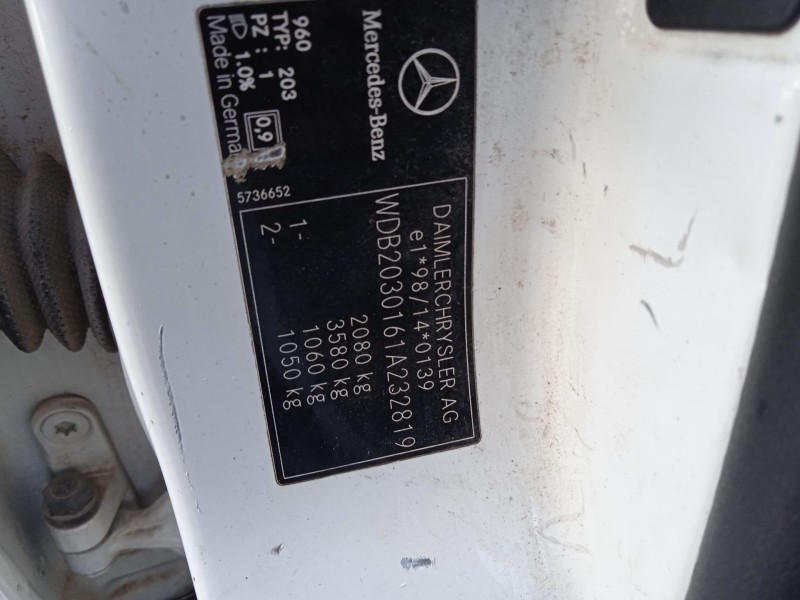 Mercedes-Benz
960
TYP: 203
PZ : 1
1.0%
0,9
Made in Germa
5736652
DAIMLERCHRYSLER AG
e1*98/14*0139
WDB2030161A232819
2080 kg
3580 kg
1- 1060 kg
2- 1050 kg